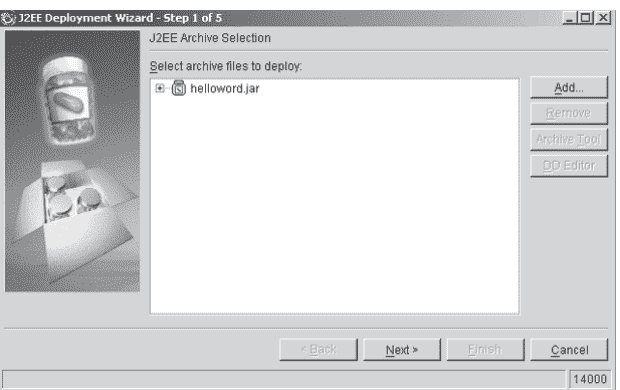 J2EE Deployment Wizard - Step 1 of 5
J2EE Archive Selection
Select archive files to deploy:
helloword.jar
Add...
Remove
Archive Tool
DD Editor
< Back
Next >
Finish
Cancel
14000